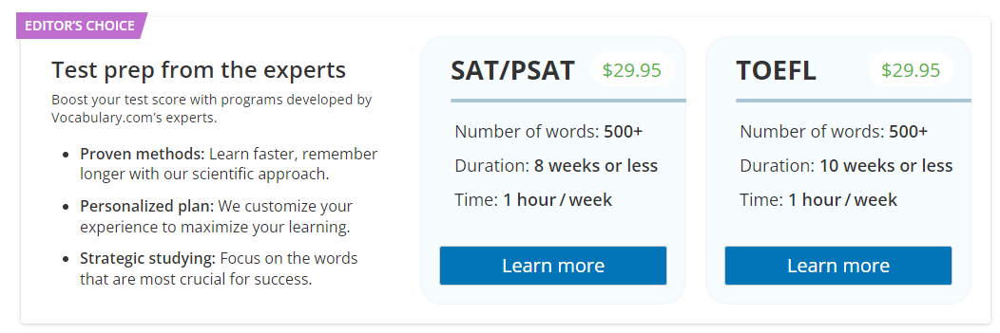 EDITOR'S CHOICE
Test prep from the experts
Boost your test score with programs developed by
Vocabulary.com's experts.
• Proven methods: Learn faster, remember
longer with our scientific approach.
• Personalized plan: We customize your
experience to maximize your learning.
• Strategic studying: Focus on the words
that are most crucial for success.
SAT/PSAT $29.95
Number of words: 500+
Duration: 8 weeks or less
Time: 1 hour / week
Learn more
TOEFL $29.95
Number of words: 500+
Duration: 10 weeks or less
Time: 1 hour / week
Learn more